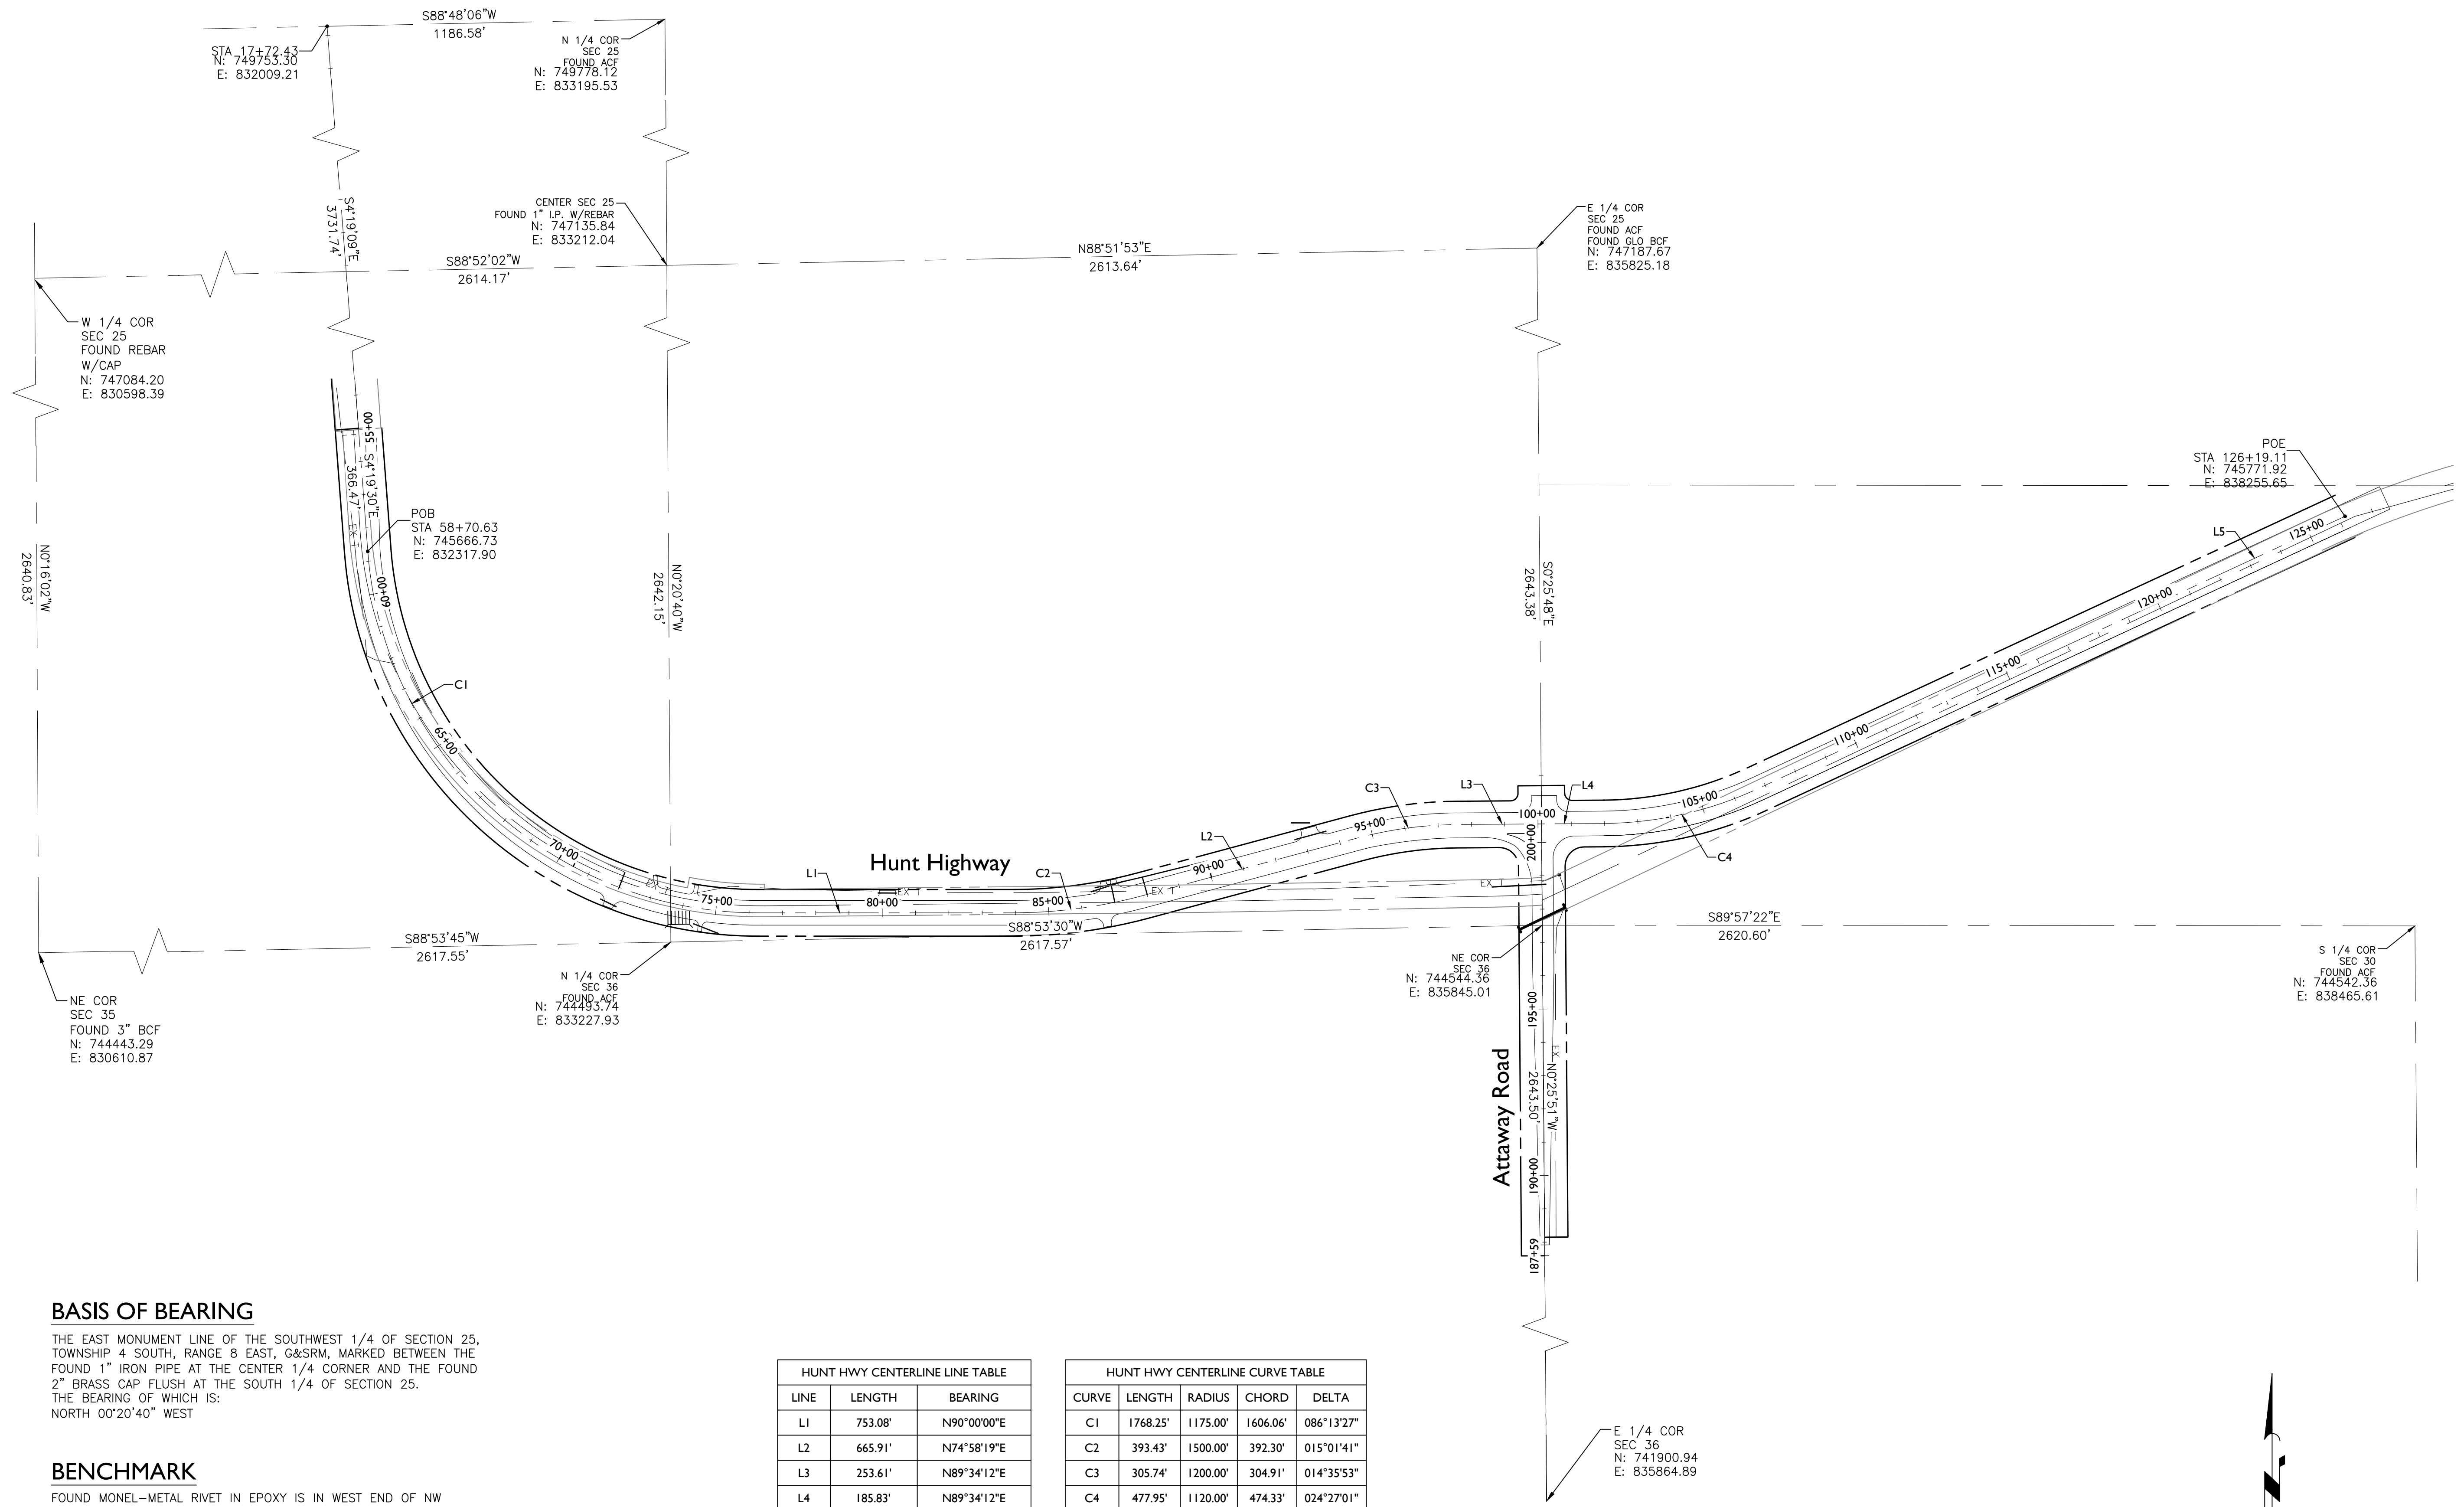 S88°48'06"W
1186.58'
STA 17+72.43
N: 749753.30
E: 832009.21
N 1/4 COR
SEC 25
FOUND ACF
N: 749778.12
E: 833195.53
S4°19'09"E
3731.74'
CENTER SEC 25
FOUND 1" I.P. W/REBAR
N: 747135.84
E: 833212.04
E 1/4 COR
SEC 25
FOUND ACF
FOUND GLO BCF
N: 747187.67
E: 835825.18
S88°52'02"W
2614.17'
N88°51'53"E
2613.64'
W 1/4 COR
SEC 25
FOUND REBAR
W/CAP
N: 747084.20
E: 830598.39
55+00
S4°19'30"E
366.47'
EX T
POB
STA 58+70.63
N: 745666.73
E: 832317.90
60+00
POE
STA 126+19.11
N: 745771.92
E: 838255.65
L5
125+00
120+00
115+00
110+00
105+00
N0°16'02"W
2640.83'
N0°20'40"W
2642.15'
S0°25'48"E
2643.38'
C1
65+00
70+00
EX T
75+00
L1
80+00
EX T
Hunt Highway
C2
85+00
EX T
L2
90+00
C3
95+00
L3
L4
100+00
200+00
C4
EX T
S88°53'45"W
2617.55'
S88°53'30"W
2617.57'
S89°57'22"E
2620.60'
NE COR
SEC 35
FOUND 3" BCF
N: 744443.29
E: 830610.87
N 1/4 COR
SEC 36
FOUND ACF
N: 744493.74
E: 833227.93
NE COR
SEC 36
N: 744544.36
E: 835845.01
S 1/4 COR
SEC 30
FOUND ACF
N: 744542.36
E: 838465.61
195+00
EX
N0°25'51"W
2643.50'
Attaway Road
190+00
187+59
BASIS OF BEARING
THE EAST MONUMENT LINE OF THE SOUTHWEST 1/4 OF SECTION 25,
TOWNSHIP 4 SOUTH, RANGE 8 EAST, G&SRM, MARKED BETWEEN THE
FOUND 1" IRON PIPE AT THE CENTER 1/4 CORNER AND THE FOUND
2" BRASS CAP FLUSH AT THE SOUTH 1/4 OF SECTION 25.
THE BEARING OF WHICH IS:
NORTH 00°20'40" WEST
BENCHMARK
FOUND MONEL-METAL RIVET IN EPOXY IS IN WEST END OF NW
HUNT HWY CENTERLINE LINE TABLE
LINE LENGTH BEARING
L1 753.08' N90°00'00"E
L2 665.91' N74°58'19"E
L3 253.61' N89°34'12"E
L4 185.83' N89°34'12"E
HUNT HWY CENTERLINE CURVE TABLE
CURVE LENGTH RADIUS CHORD DELTA
C1 1768.25' 1175.00' 1606.06' 086°13'27"
C2 393.43' 1500.00' 392.30' 015°01'41"
C3 305.74' 1200.00' 304.91' 014°35'53"
C4 477.95' 1120.00' 474.33' 024°27'01"
E 1/4 COR
SEC 36
N: 741900.94
E: 835864.89